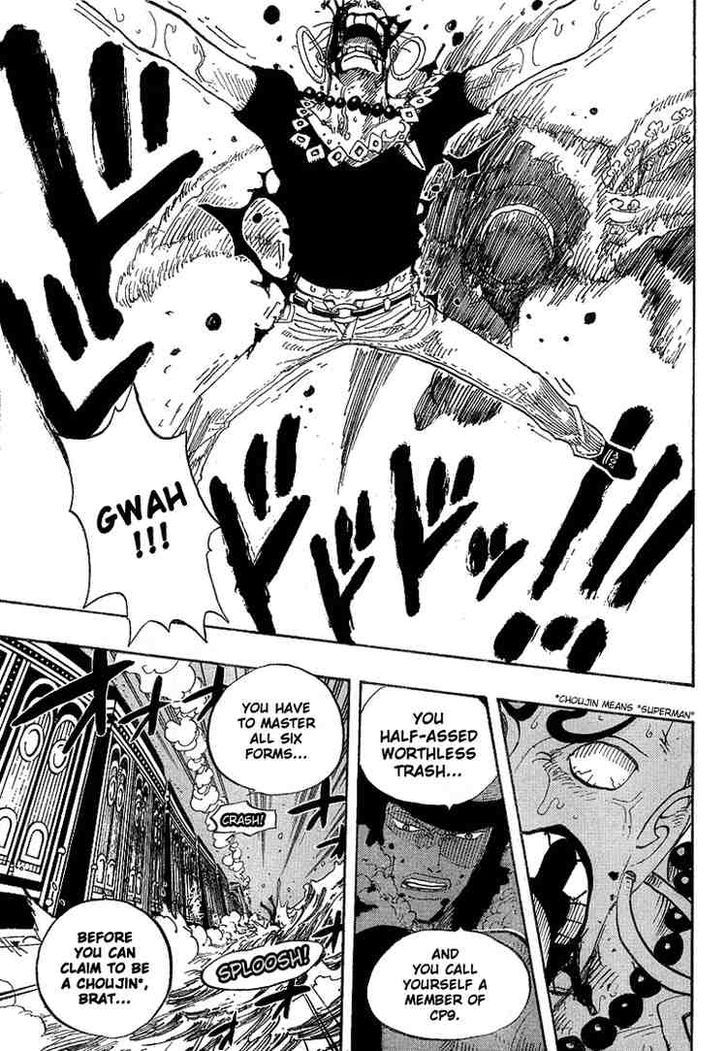 ドドドドドドッ!!!
GWAH
!!!
*CHOUJIN MEANS "SUPERMAN"
YOU
HALF-ASSED
WORTHLESS
TRASH...
AND
YOU CALL
YOURSELF A
MEMBER OF
CP9.
YOU HAVE
TO MASTER
ALL SIX
FORMS...
CRASH!
SPLOOSH!
BEFORE
YOU CAN
CLAIM TO BE
A CHOUJIN*,
BRAT...